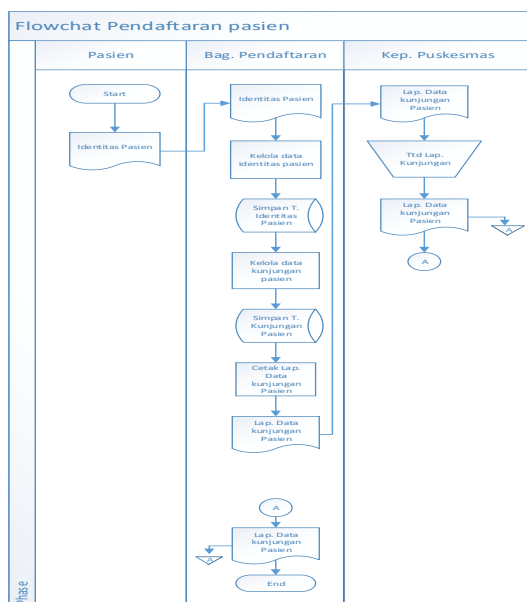 Flowchat Pendaftaran pasien
Pasien
Bag. Pendaftaran
Kep. Puskesmas
Start
Identitas Pasien
Identitas Pasien
Kelola data
identitas pasien
Simpan T.
Identitas
Pasien
Kelola data
kunjungan
pasien
Simpan T.
Kunjungan
Pasien
Cetak Lap.
Data
kunjungan
Pasien
Lap. Data
kunjungan
Pasien
A
Lap. Data
kunjungan
Pasien
A
End
Lap. Data
kunjungan
Pasien
Ttd Lap.
Kunjungan
Lap. Data
kunjungan
Pasien
A
A
Phase